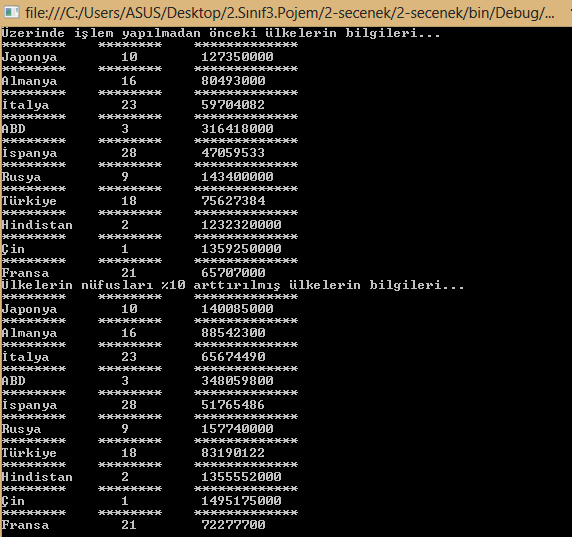 file:///C:/Users/ASUS/Desktop/2.Sınıf3.Pojem/2-secenek/2-secenek/bin/Debug/...
Üzerinde işlem yapılmadan önceki ülkelerin bilgileri...
******** ******** *************
Japonya 10 127350000
******** ******** *************
Almanya 16 80493000
******** ******** *************
İtalya 23 59704082
******** ******** *************
ABD 3 316418000
******** ******** *************
İspanya 28 47059533
******** ******** *************
Rusya 9 143400000
******** ******** *************
Türkiye 18 75627384
******** ******** *************
Hindistan 2 1232320000
******** ******** *************
Çin 1 1359250000
******** ******** *************
Fransa 21 65707000
Ülkelerin nüfusları %10 arttırılmış ülkelerin bilgileri...
******** ******** *************
Japonya 10 140085000
******** ******** *************
Almanya 16 88542300
******** ******** *************
İtalya 23 65674490
******** ******** *************
ABD 3 348059800
******** ******** *************
İspanya 28 51765486
******** ******** *************
Rusya 9 157740000
******** ******** *************
Türkiye 18 83190122
******** ******** *************
Hindistan 2 1355552000
******** ******** *************
Çin 1 1495175000
******** ******** *************
Fransa 21 72277700